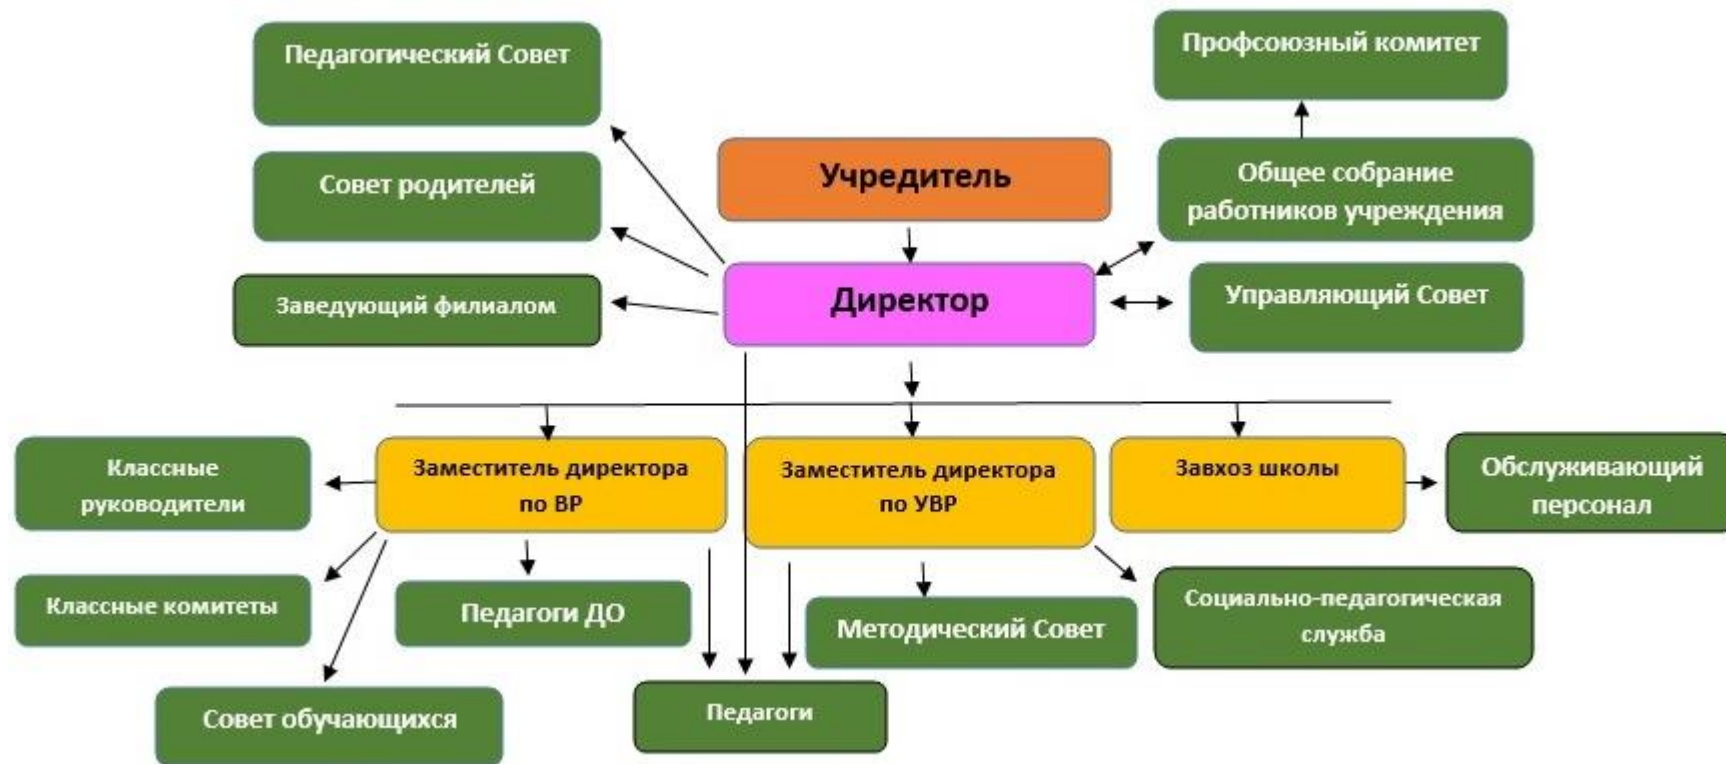 Педагогический Совет
Профсоюзный комитет
Учредитель
Совет родителей
Общее собрание
работников учреждения
Заведующий филиалом
Директор
Управляющий Совет
Классные
руководители
Заместитель директора
по ВР
Заместитель директора
по УВР
Завхоз школы
Обслуживающий
персонал
Классные комитеты
Педагоги ДО
Методический Совет
Социально-педагогическая
служба
Совет обучающихся
Педагоги